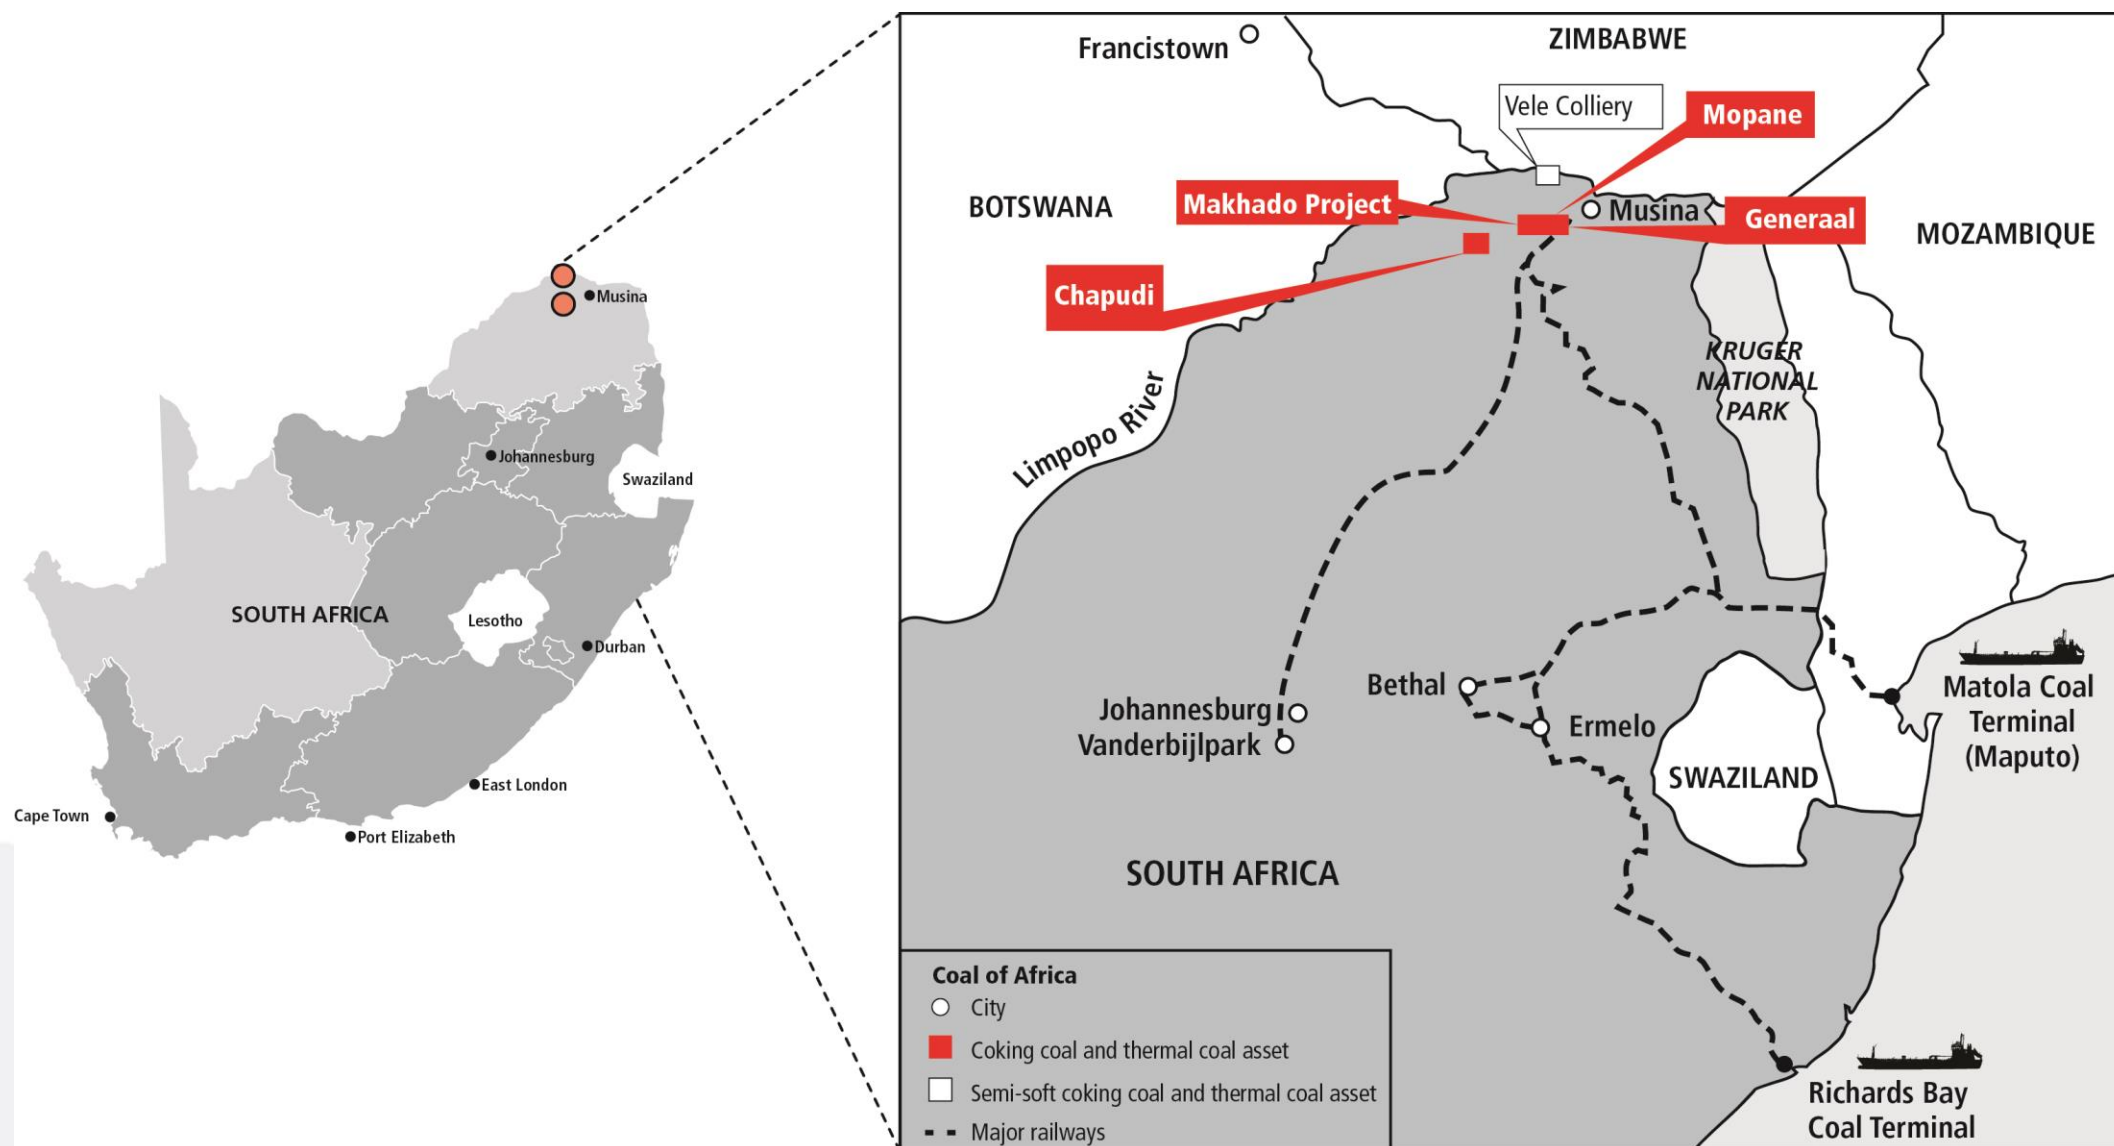 Musina
Johannesburg
Swaziland
SOUTH AFRICA
Lesotho
Durban
East London
Cape Town
Port Elizabeth
Francistown
ZIMBABWE
Vele Colliery
Mopane
BOTSWANA
Makhado Project
Musina
Generaal
MOZAMBIQUE
Chapudi
KRUGER
NATIONAL
PARK
Limpopo River
Bethal
Johannesburg
Vanderbijlpark
Ermelo
Matola Coal
Terminal
(Maputo)
SWAZILAND
SOUTH AFRICA
Coal of Africa
City
Coking coal and thermal coal asset
Semi-soft coking coal and thermal coal asset
Major railways
Richards Bay
Coal Terminal